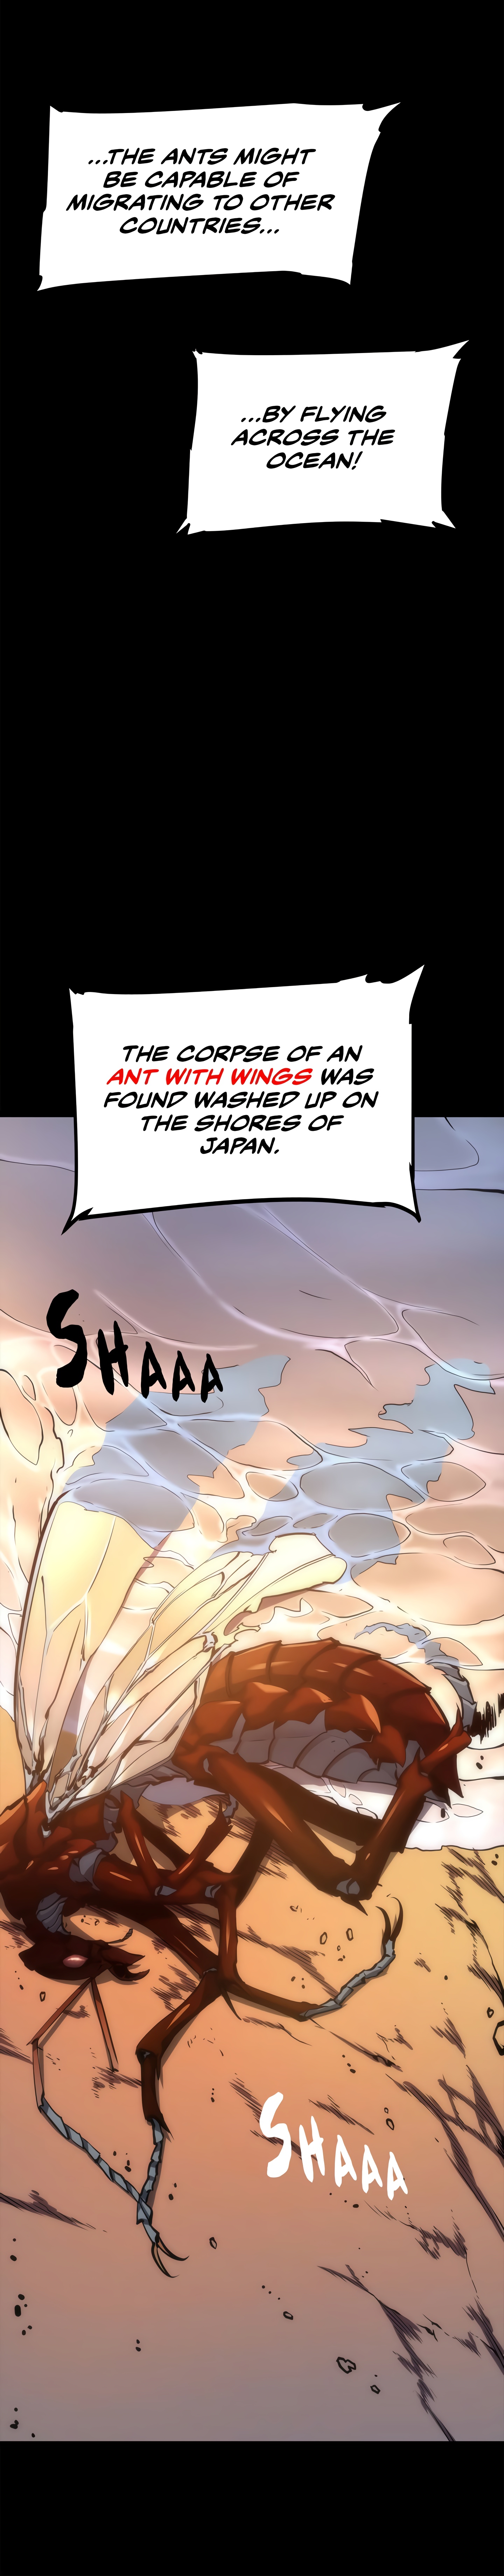 ...THE ANTS MIGHT
BE CAPABLE OF
MIGRATING TO OTHER
COUNTRIES...
...BY FLYING
ACROSS THE
OCEAN!
THE CORPSE OF AN
ANT WITH WINGS WAS
FOUND WASHED UP ON
THE SHORES OF
JAPAN.
SHAAA
SHAAA